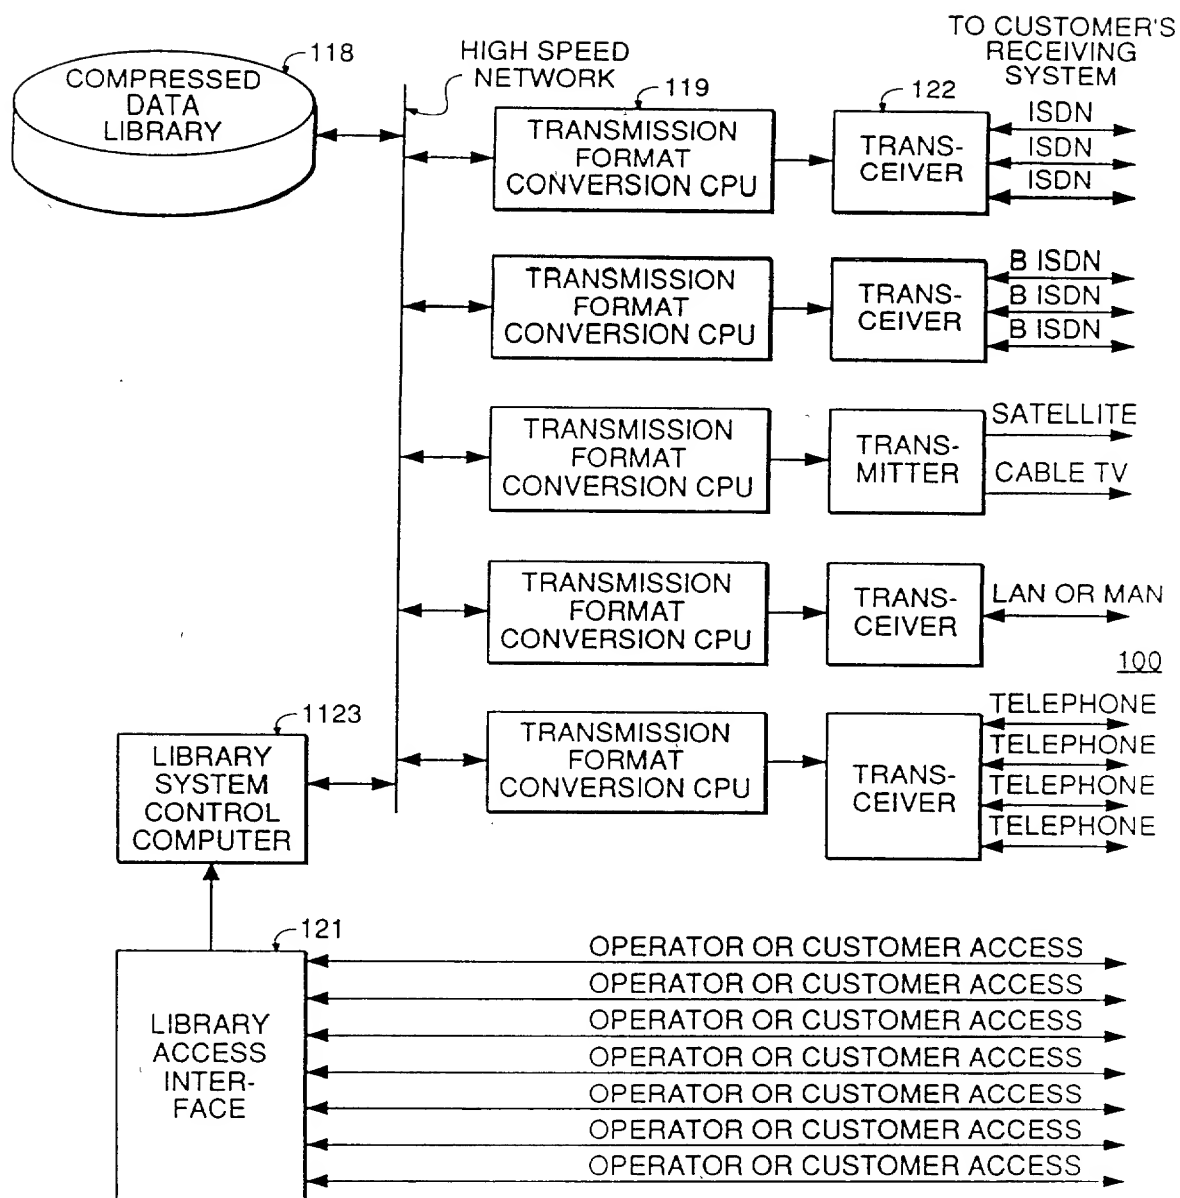 COMPRESSED
DATA
LIBRARY
118
HIGH SPEED
NETWORK
TO CUSTOMER'S
RECEIVING
SYSTEM
119
TRANSMISSION
FORMAT
CONVERSION CPU
122
TRANS-
CEIVER
ISDN
ISDN
ISDN
TRANSMISSION
FORMAT
CONVERSION CPU
TRANS-
CEIVER
B ISDN
B ISDN
B ISDN
TRANSMISSION
FORMAT
CONVERSION CPU
TRANS-
MITTER
SATELLITE
CABLE TV
TRANSMISSION
FORMAT
CONVERSION CPU
TRANS-
CEIVER
LAN OR MAN
100
1123
LIBRARY
SYSTEM
CONTROL
COMPUTER
TRANSMISSION
FORMAT
CONVERSION CPU
TRANS-
CEIVER
TELEPHONE
TELEPHONE
TELEPHONE
TELEPHONE
121
LIBRARY
ACCESS
INTER-
FACE
OPERATOR OR CUSTOMER ACCESS
OPERATOR OR CUSTOMER ACCESS
OPERATOR OR CUSTOMER ACCESS
OPERATOR OR CUSTOMER ACCESS
OPERATOR OR CUSTOMER ACCESS
OPERATOR OR CUSTOMER ACCESS
OPERATOR OR CUSTOMER ACCESS